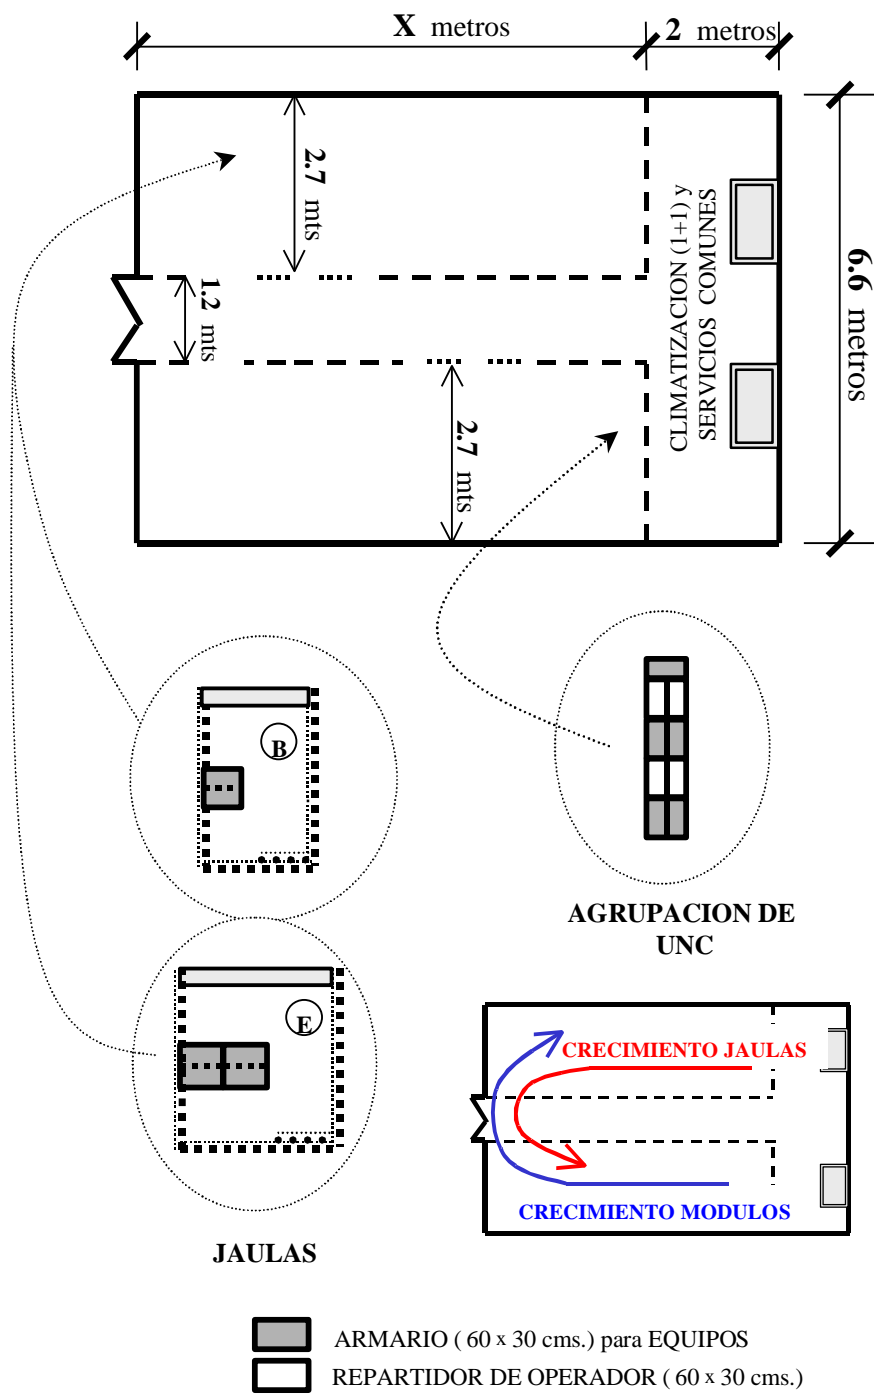 X metros
2 metros
2.7 mts
CLIMATIZACION (1+1) y
SERVICIOS COMUNES
6.6 metros
1.2 mts
2.7 mts
B
AGRUPACION DE
UNC
E
CRECIMIENTO JAULAS
CRECIMIENTO MODULOS
JAULAS
ARMARIO ( 60 x 30 cms.) para EQUIPOS
REPARTIDOR DE OPERADOR ( 60 x 30 cms.)